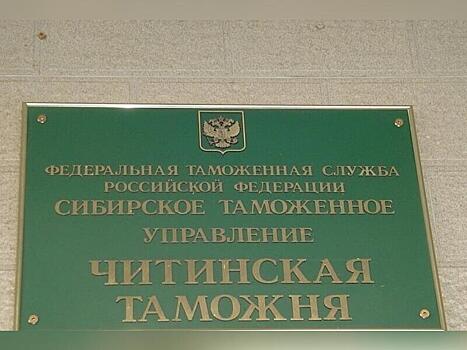 ФЕДЕРАЛЬНАЯ ТАМОЖЕННАЯ СЛУЖБА
РОССИЙСКОЙ ФЕДЕРАЦИИ
СИБИРСКОЕ ТАМОЖЕННОЕ
УПРАВЛЕНИЕ
ЧИТИНСКАЯ
ТАМОЖНЯ